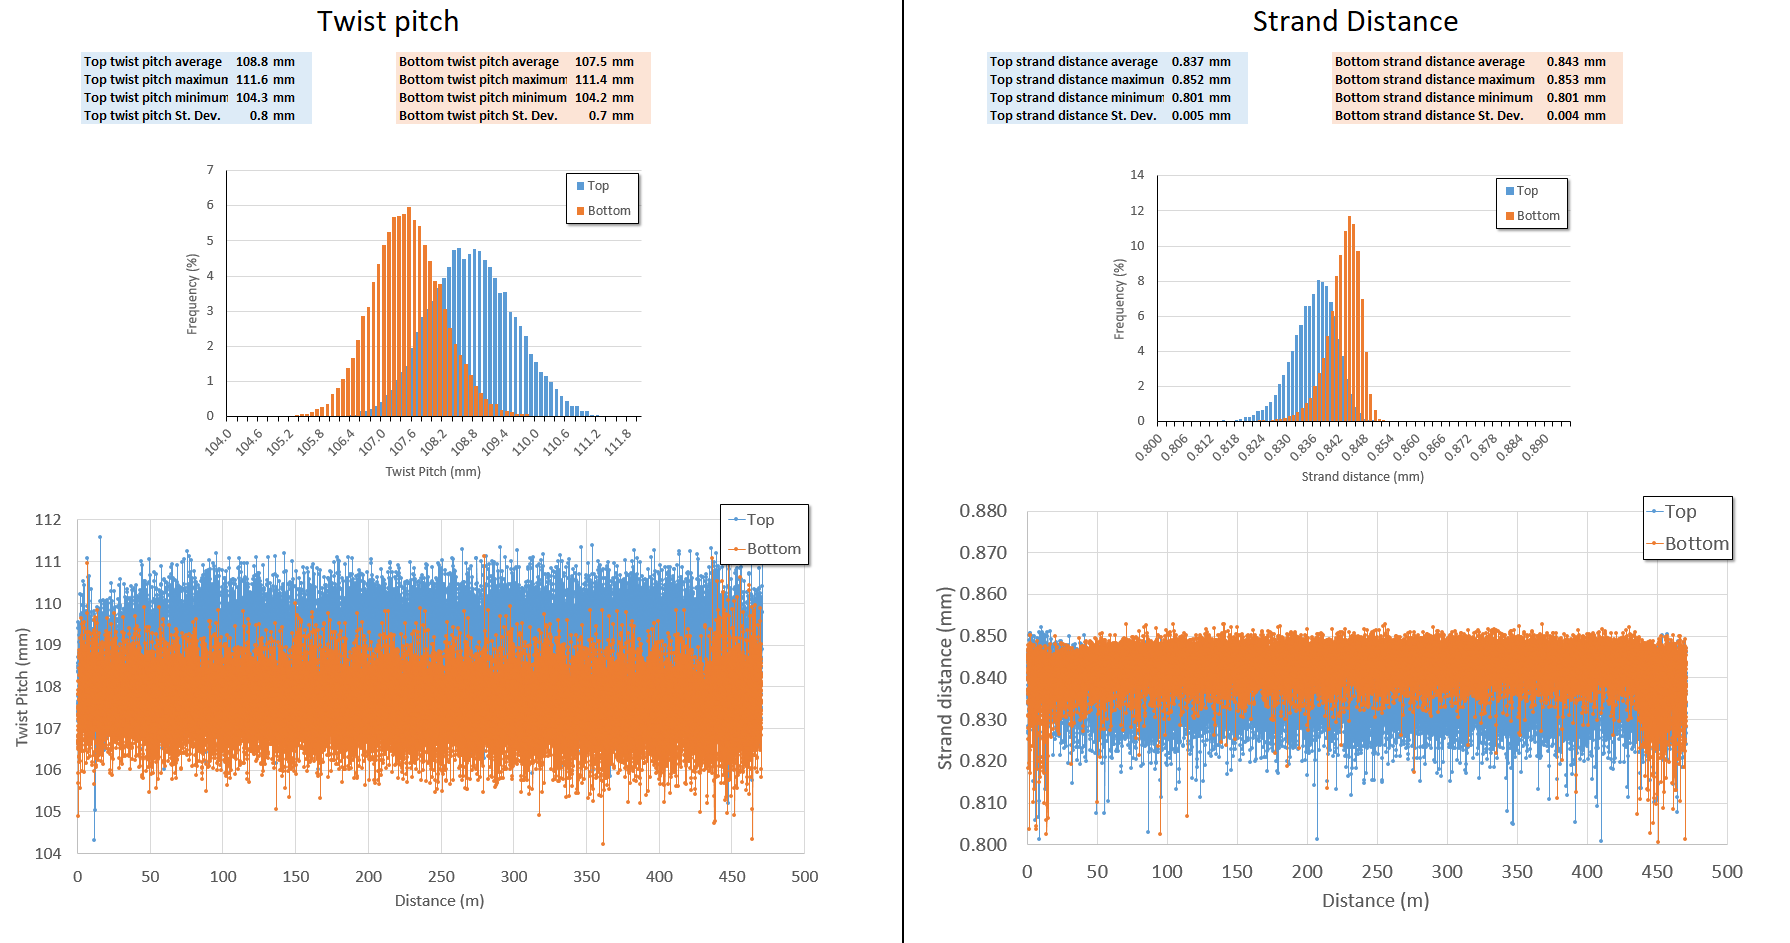 Twist pitch
Top twist pitch average 108.8 mm
Top twist pitch maximun 111.6 mm
Top twist pitch minimum 104.3 mm
Top twist pitch St. Dev. 0.8 mm
Bottom twist pitch average 107.5 mm
Bottom twist pitch maximum 111.4 mm
Bottom twist pitch minimum 104.2 mm
Bottom twist pitch St. Dev. 0.7 mm
7
6
5
4
3
2
1
0
Frequency (%)
Top
Bottom
104.0 104.6 105.2 105.8 106.4 107.0 107.6 108.2 108.8 109.4 110.0 110.6 111.2 111.8
Twist Pitch (mm)
112
111
110
109
108
107
106
105
104
Twist Pitch (mm)
Top
Bottom
0 50 100 150 200 250 300 350 400 450 500
Distance (m)
Strand Distance
Top strand distance average 0.837 mm
Top strand distance maximun 0.852 mm
Top strand distance minimum 0.801 mm
Top strand distance St. Dev. 0.005 mm
Bottom strand distance average 0.843 mm
Bottom strand distance maximum 0.853 mm
Bottom strand distance minimum 0.801 mm
Bottom strand distance St. Dev. 0.004 mm
14
12
10
8
6
4
2
0
Frequency (%)
Top
Bottom
0.800 0.806 0.812 0.818 0.824 0.830 0.836 0.842 0.848 0.854 0.860 0.866 0.872 0.878 0.884 0.890
Strand distance (mm)
0.880
0.870
0.860
0.850
0.840
0.830
0.820
0.810
0.800
Strand distance (mm)
Top
Bottom
0 50 100 150 200 250 300 350 400 450 500
Distance (m)